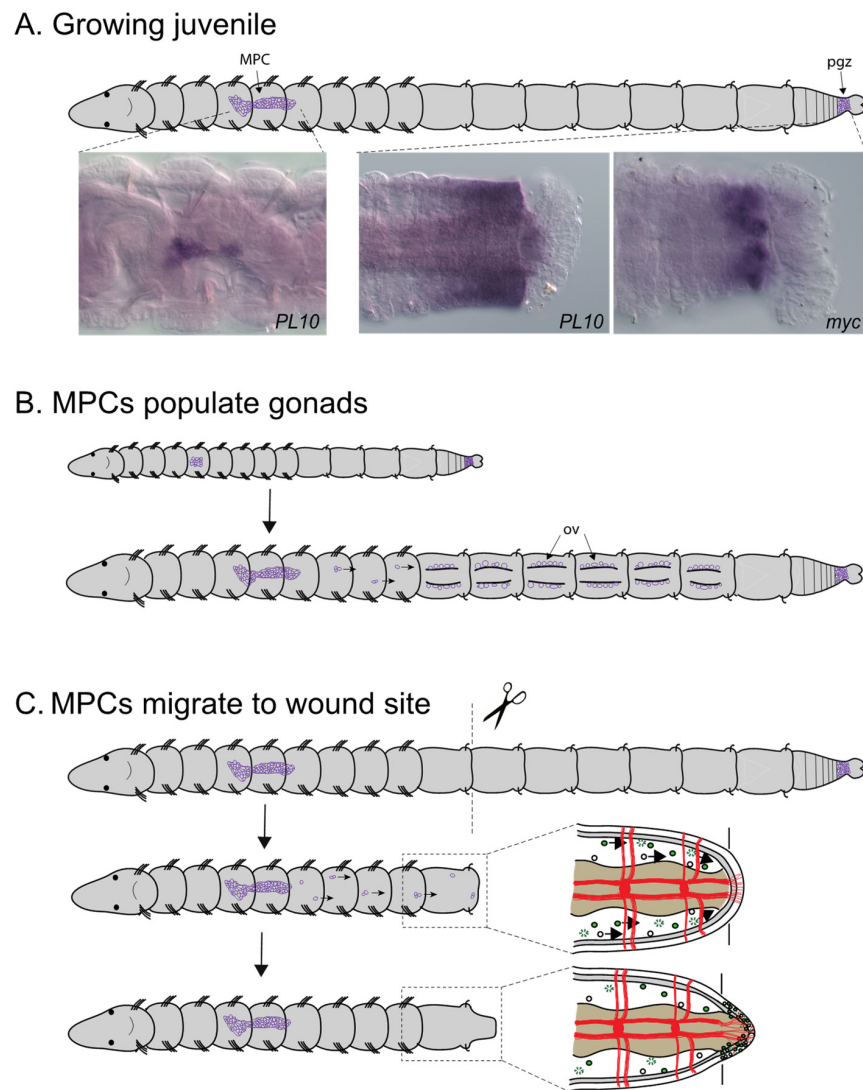 A. Growing juvenile
MPC
pgz
PL10
PL10
myc
B. MPCs populate gonads
ov
C. MPCs migrate to wound site